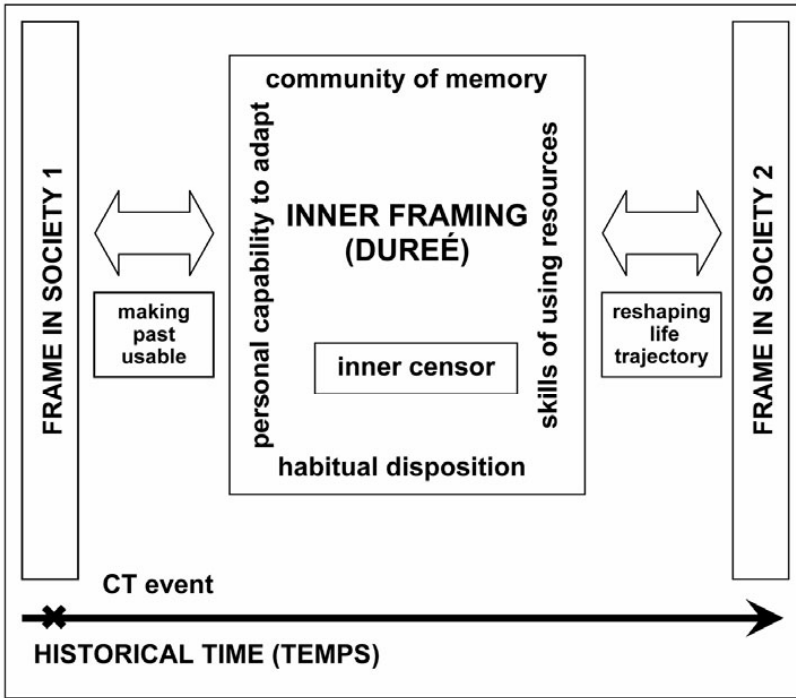 FRAME IN SOCIETY 1
making
past
usable
community of memory
personal capability to adapt
INNER FRAMING
(DUREÉ)
inner censor
skills of using resources
habitual disposition
reshaping
life
trajectory
FRAME IN SOCIETY 2
CT event
HISTORICAL TIME (TEMPS)